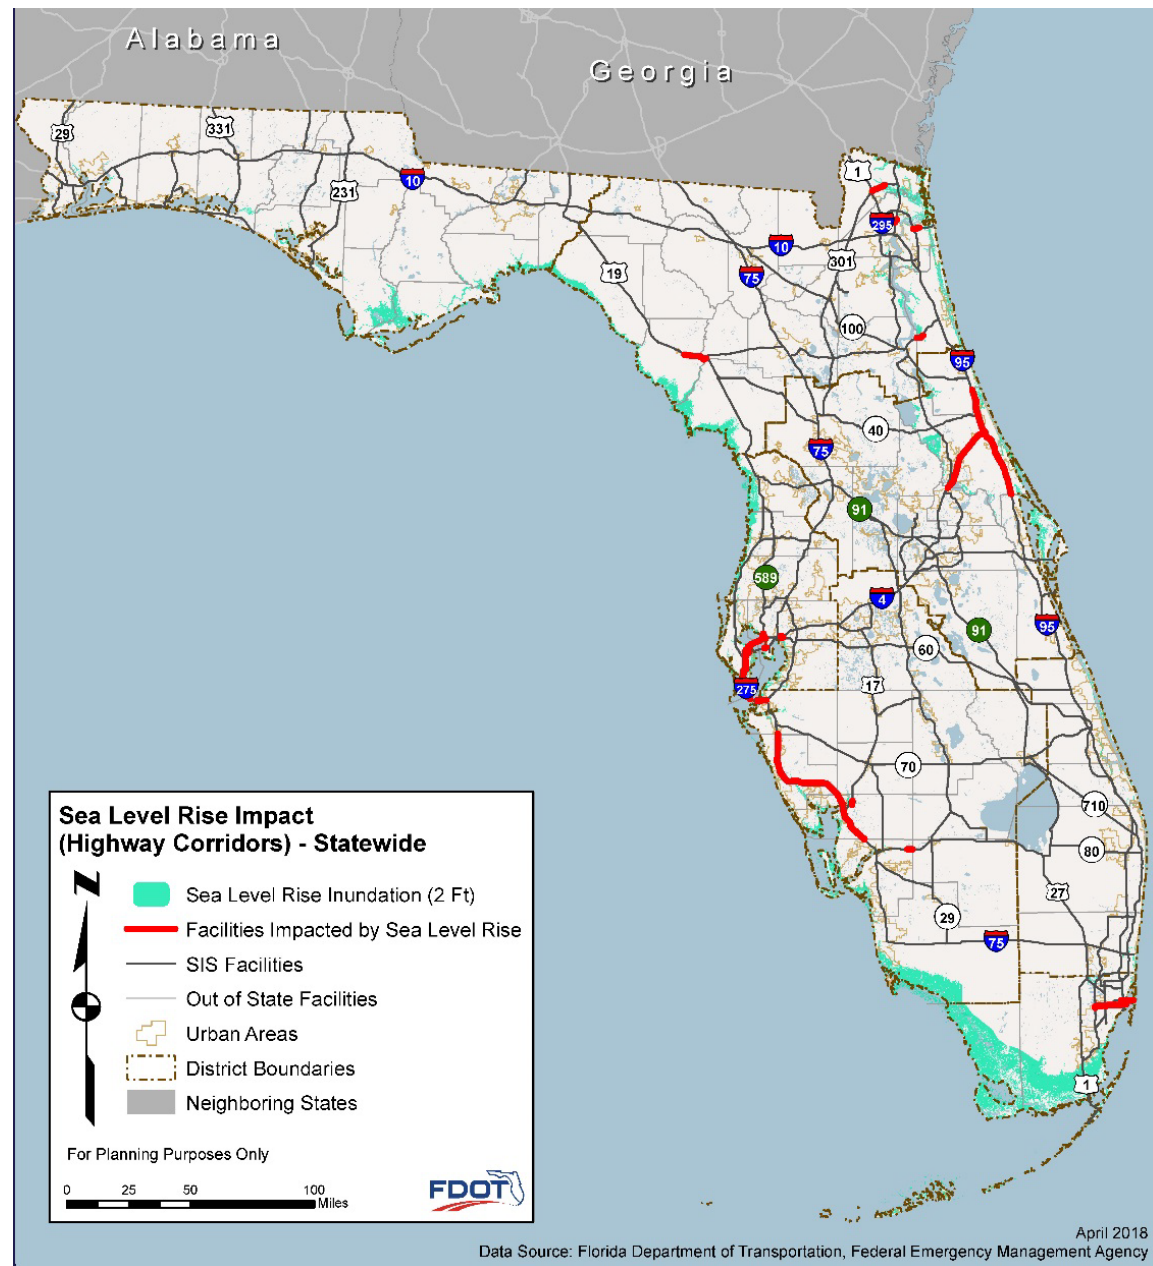 Alabama
Georgia
29
331
231
10
1
295
10
301
75
19
100
95
40
75
91
589
4
95
91
60
275
17
70
710
80
27
29
75
1
Sea Level Rise Impact
(Highway Corridors) - Statewide
N
Sea Level Rise Inundation (2 Ft)
Facilities Impacted by Sea Level Rise
SIS Facilities
Out of State Facilities
Urban Areas
District Boundaries
Neighboring States
For Planning Purposes Only
0 25 50 100
Miles
FDOT
April 2018
Data Source: Florida Department of Transportation, Federal Emergency Management Agency